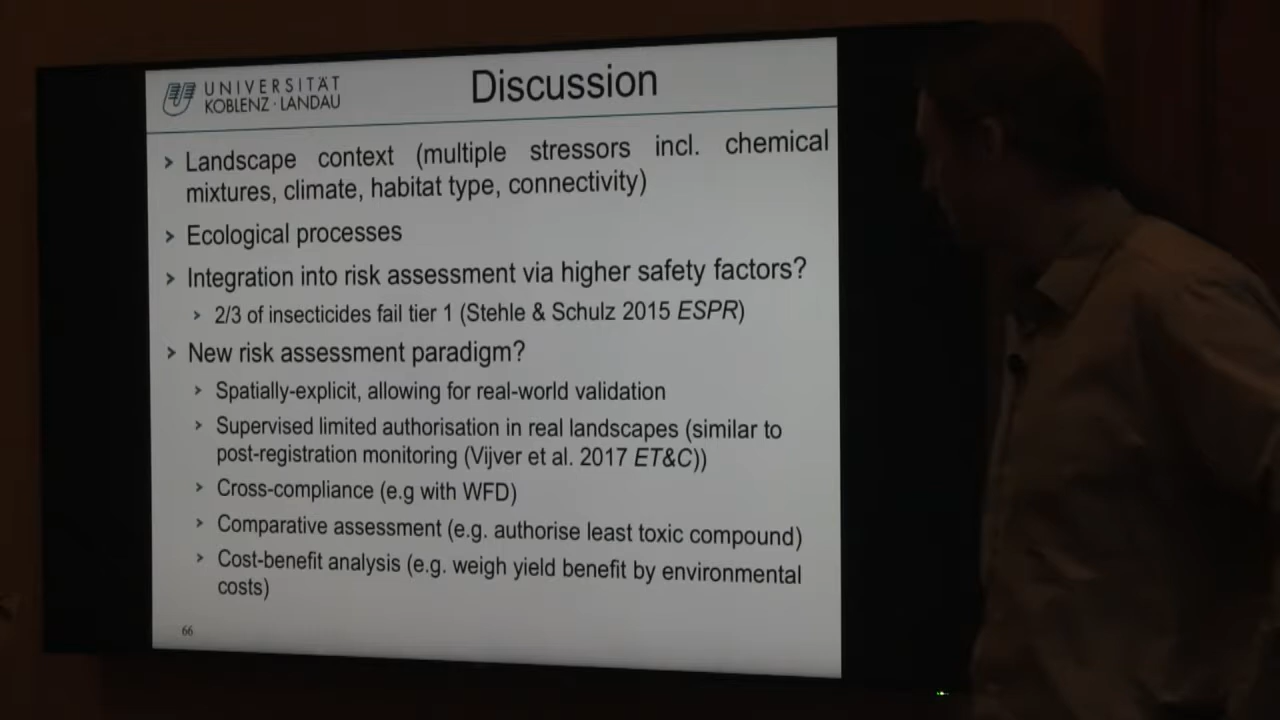 UNIVERSITÄT
KOBLENZ · LANDAU
Discussion
Landscape context (multiple stressors incl. chemical
mixtures, climate, habitat type, connectivity)
Ecological processes
Integration into risk assessment via higher safety factors?
2/3 of insecticides fail tier 1 (Stehle & Schulz 2015 ESPR)
New risk assessment paradigm?
Spatially-explicit, allowing for real-world validation
Supervised limited authorisation in real landscapes (similar to
post-registration monitoring (Vijver et al. 2017 ET&C))
Cross-compliance (e.g with WFD)
Comparative assessment (e.g. authorise least toxic compound)
Cost-benefit analysis (e.g. weigh yield benefit by environmental
costs)
66